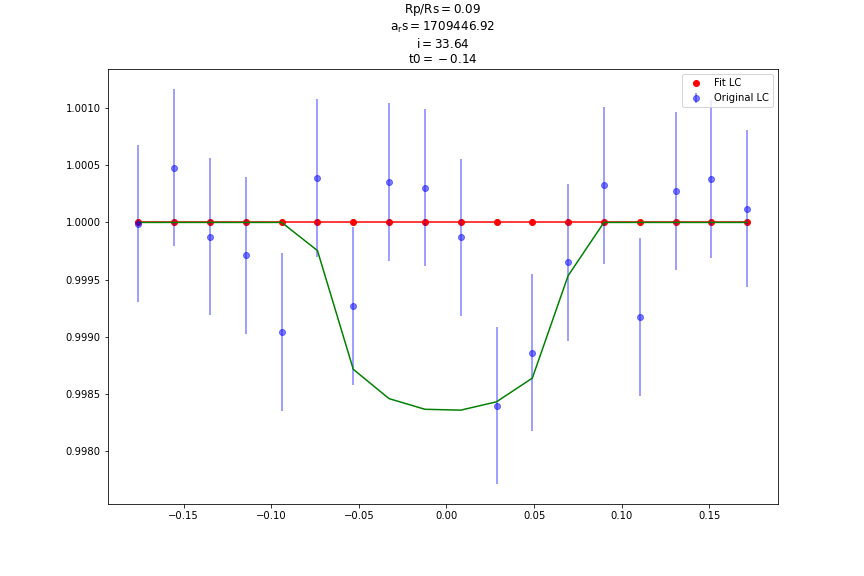 Rp/Rs = 0.09
aᵣs = 1709446.92
i = 33.64
t0 = −0.14
Fit LC
Original LC
1.0010
1.0005
1.0000
0.9995
0.9990
0.9985
0.9980
−0.15
−0.10
−0.05
0.00
0.05
0.10
0.15